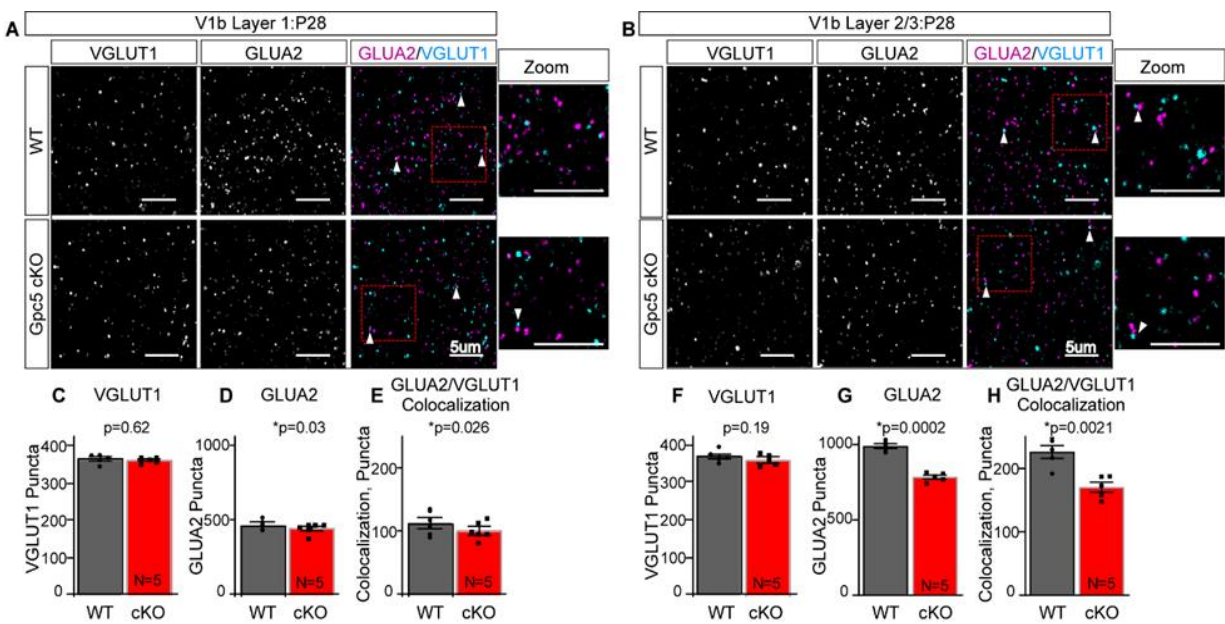 V1b Layer 1:P28
A
VGLUT1
GLUA2
GLUA2/VGLUT1
Zoom
WT
Gpc5 cKO
5um
C
VGLUT1
p=0.62
VGLUT1 Puncta
400
300
200
100
0
N=5
WT
cKO
D
GLUA2
*p=0.03
GLUA2 Puncta
1000
500
0
N=5
WT
cKO
E
GLUA2/VGLUT1
Colocalization
*p=0.026
Colocalization, Puncta
200
100
0
N=5
WT
cKO
V1b Layer 2/3:P28
B
VGLUT1
GLUA2
GLUA2/VGLUT1
Zoom
WT
Gpc5 cKO
5um
F
VGLUT1
p=0.19
VGLUT1 Puncta
400
300
200
100
0
N=5
WT
cKO
G
GLUA2
*p=0.0002
GLUA2 Puncta
1000
500
0
N=5
WT
cKO
H
GLUA2/VGLUT1
Colocalization
*p=0.0021
Colocalization, Puncta
200
100
0
N=5
WT
cKO